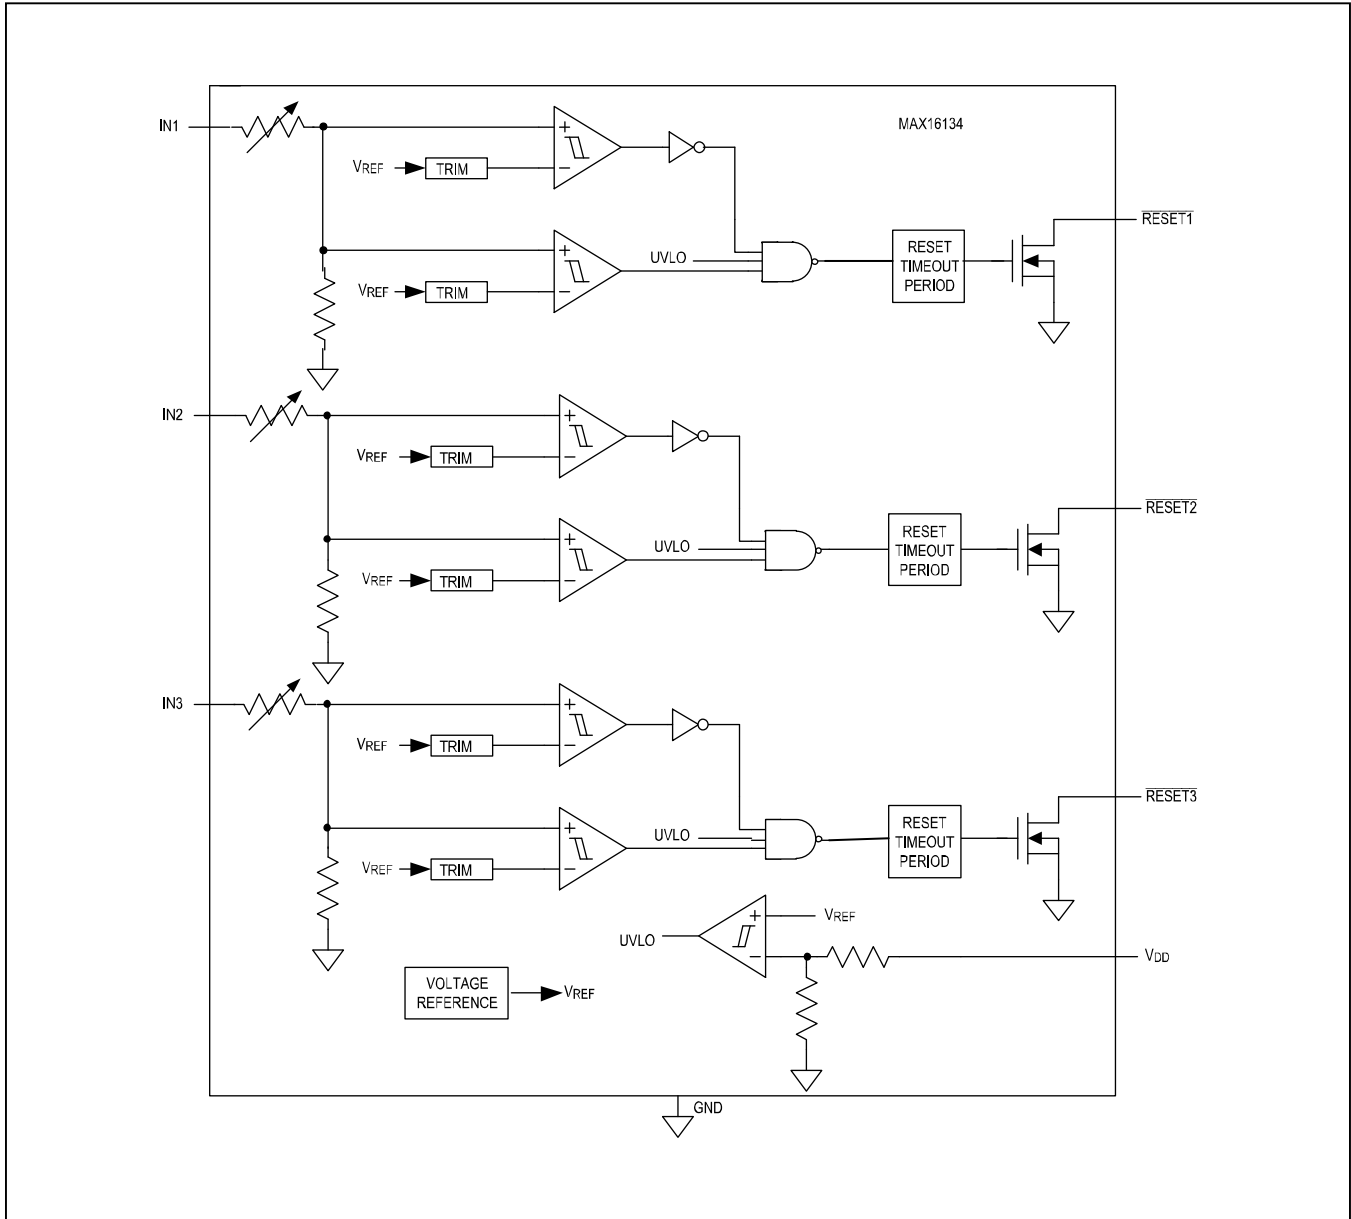 MAX16134
IN1
+
VREF
TRIM
−
RESET1
+
UVLO
VREF
TRIM
−
RESET
TIMEOUT
PERIOD
IN2
+
VREF
TRIM
−
RESET2
+
UVLO
VREF
TRIM
−
RESET
TIMEOUT
PERIOD
IN3
+
VREF
TRIM
−
RESET3
+
UVLO
VREF
TRIM
−
RESET
TIMEOUT
PERIOD
+
VREF
UVLO
−
VDD
VOLTAGE
REFERENCE
VREF
GND